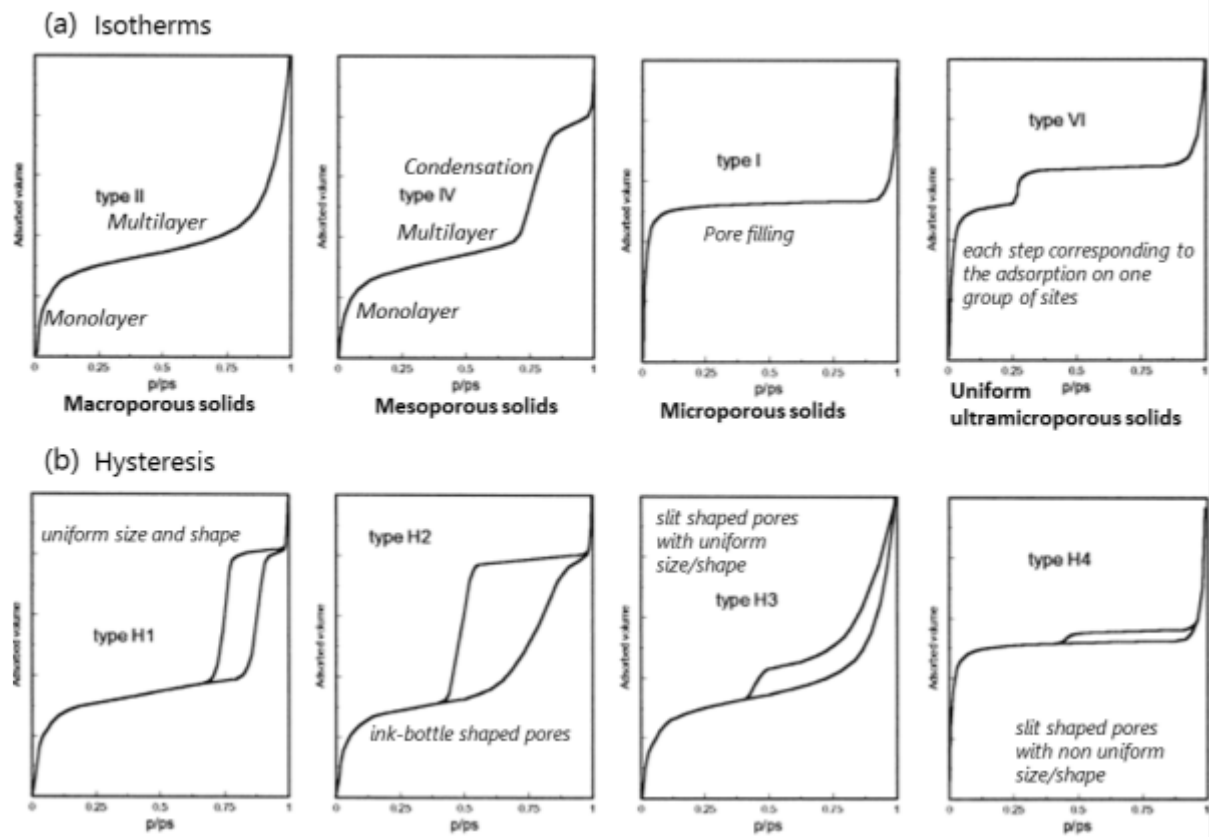 (a) Isotherms
Adsorbed volume
type II
Multilayer
Monolayer
0 0.25 0.5 0.75 1
p/ps
Macroporous solids
Adsorbed volume
Condensation
type IV
Multilayer
Monolayer
0 0.25 0.5 0.75 1
p/ps
Mesoporous solids
Adsorbed volume
type I
Pore filling
0 0.25 0.5 0.75 1
p/ps
Microporous solids
Adsorbed volume
type VI
each step corresponding to
the adsorption on one
group of sites
0 0.25 0.5 0.75 1
p/ps
Uniform
ultramicroporous solids
(b) Hysteresis
Adsorbed volume
uniform size and shape
type H1
0 0.25 0.5 0.75 1
p/ps
Adsorbed volume
type H2
ink-bottle shaped pores
0 0.25 0.5 0.75 1
p/ps
Adsorbed volume
slit shaped pores
with uniform
size/shape
type H3
0 0.25 0.5 0.75 1
p/ps
Adsorbed volume
type H4
slit shaped pores
with non uniform
size/shape
0 0.25 0.5 0.75 1
p/ps